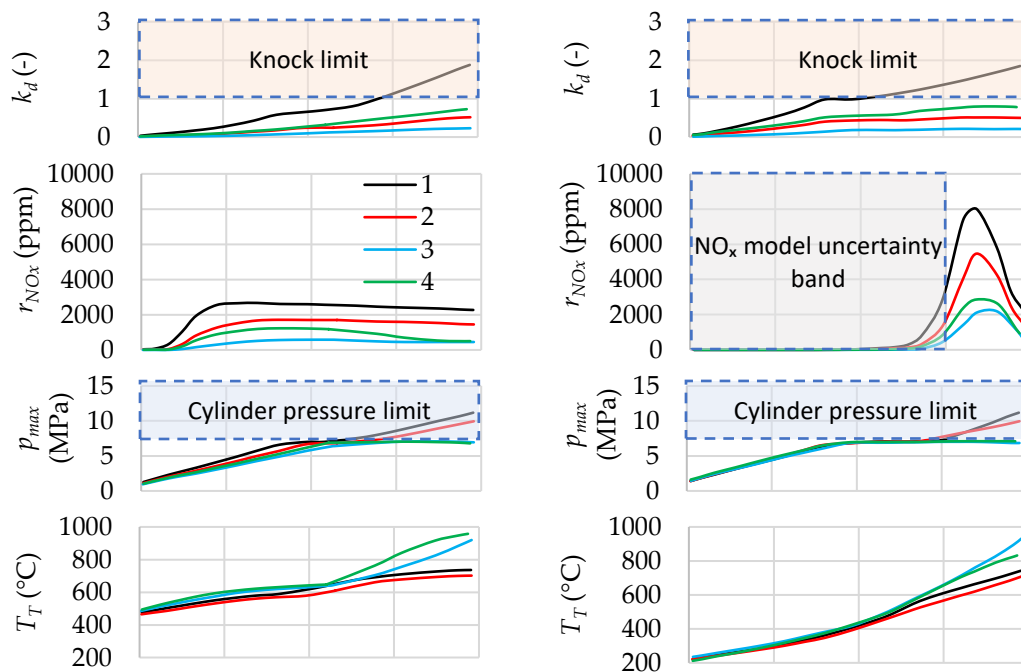 3
2
1
0
k_d (-)
Knock limit
3
2
1
0
k_d (-)
Knock limit
10000
8000
6000
4000
2000
0
r_NOx (ppm)
1
2
3
4
10000
8000
6000
4000
2000
0
r_NOx (ppm)
NOₓ model uncertainty
band
15
10
5
0
p_max
(MPa)
Cylinder pressure limit
15
10
5
0
p_max
(MPa)
Cylinder pressure limit
1000
800
600
400
200
T_T (°C)
1000
800
600
400
200
T_T (°C)